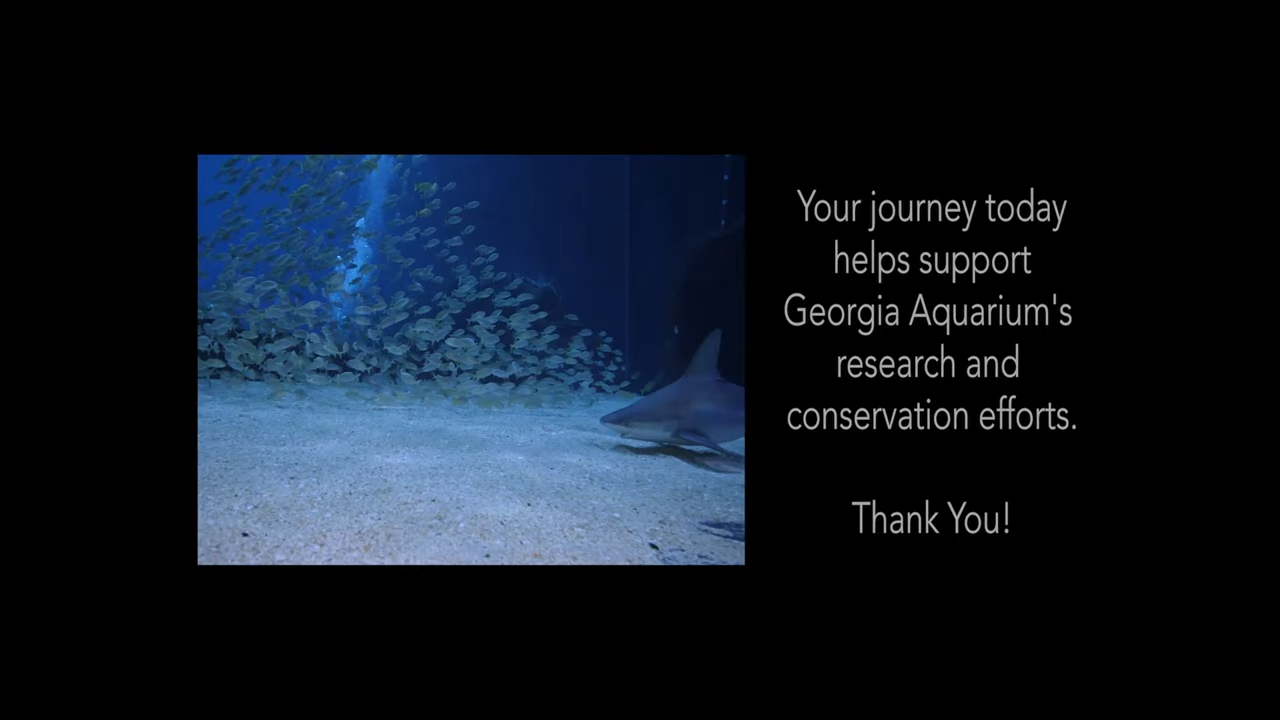 Your journey today
helps support
Georgia Aquarium's
research and
conservation efforts.
Thank You!